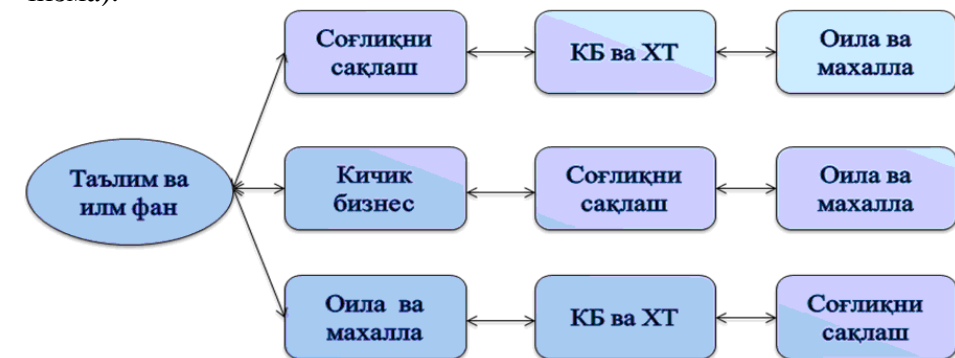 чизма).
Соғлиқни
сақлаш
КБ ва ХТ
Оила ва
махалла
Таълим ва
илм фан
Кичик
бизнес
Соғлиқни
сақлаш
Оила ва
махалла
Оила ва
махалла
КБ ва ХТ
Соғлиқни
сақлаш